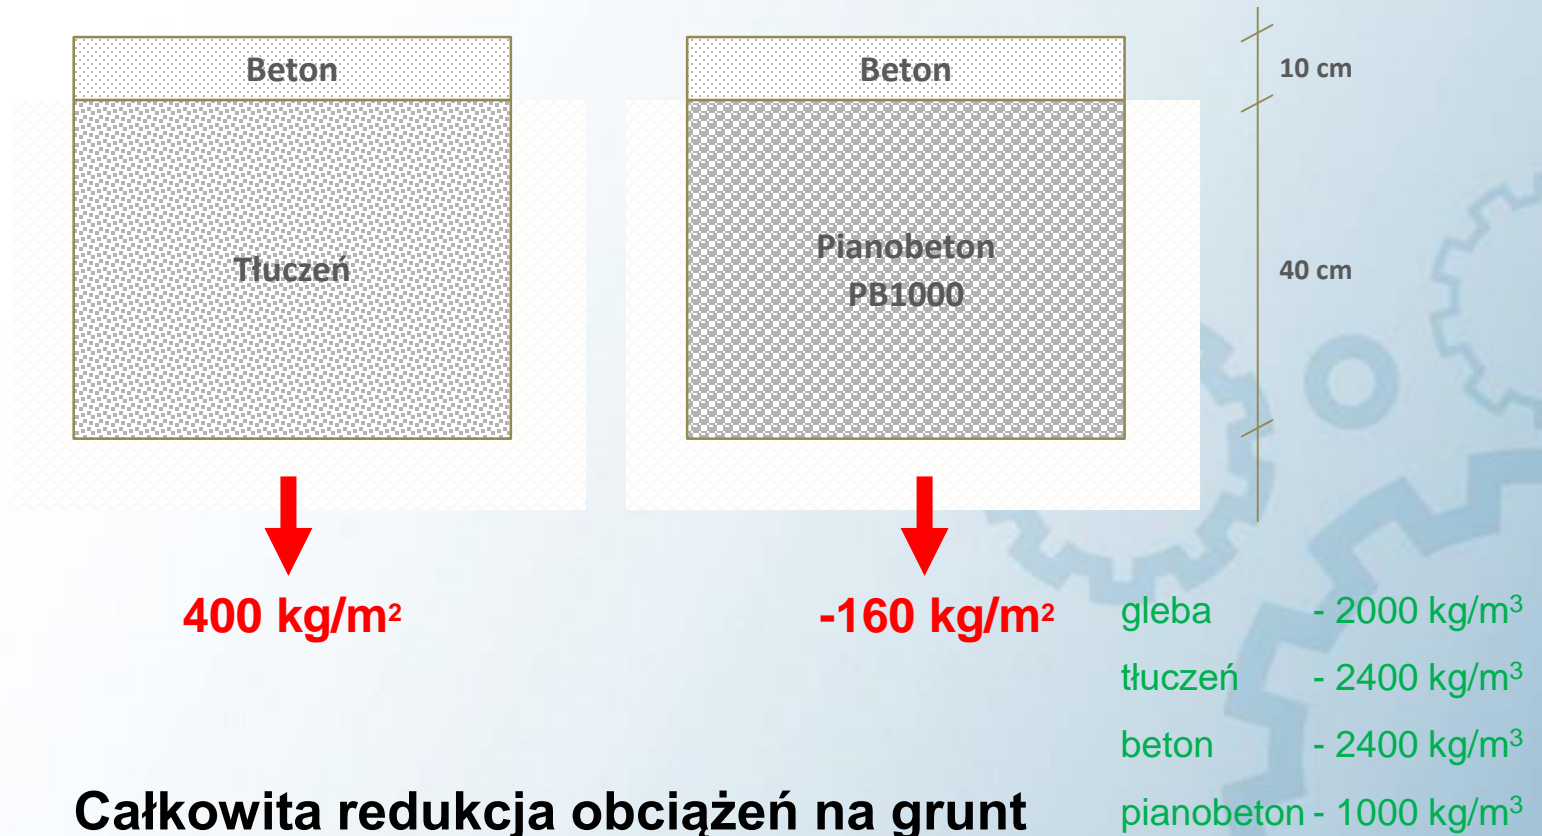 Beton
Tłuczeń
Beton
Pianobeton
PB1000
10 cm
40 cm
400 kg/m²
-160 kg/m²
gleba - 2000 kg/m³
tłuczeń - 2400 kg/m³
beton - 2400 kg/m³
pianobeton - 1000 kg/m³
Całkowita redukcja obciążeń na grunt